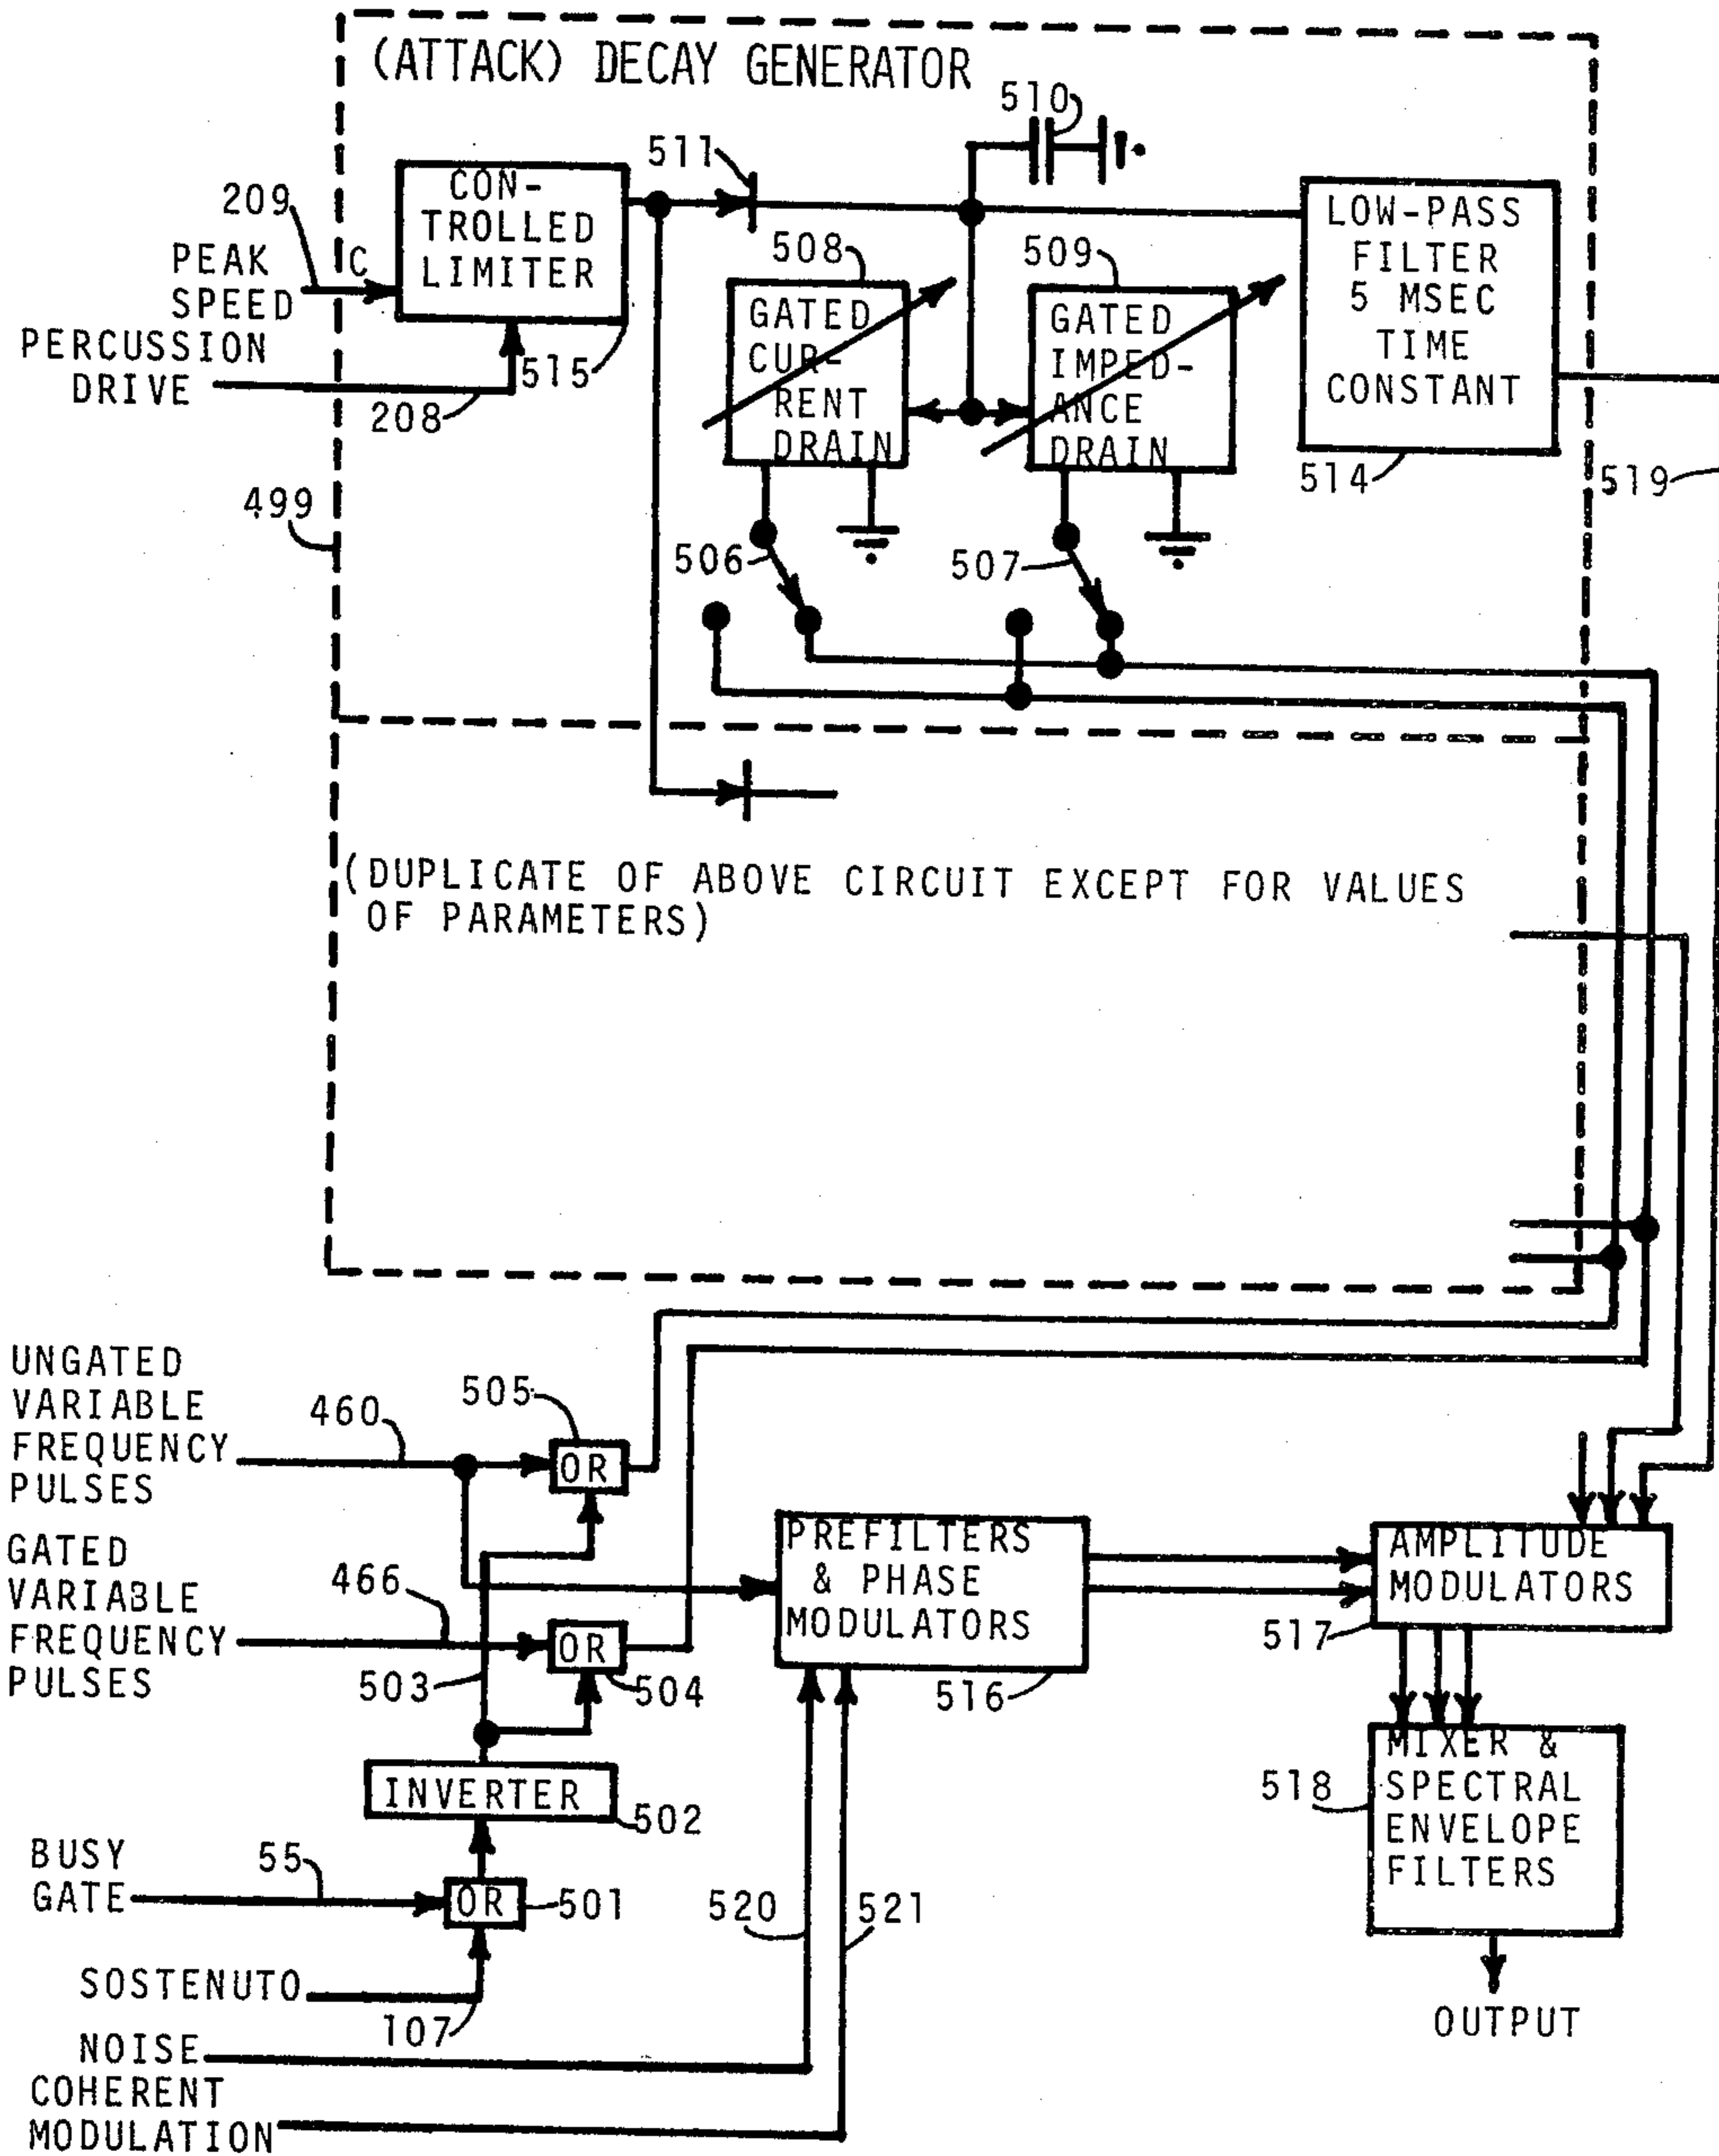 (ATTACK) DECAY GENERATOR
510
511
CON-
TROLLED
LIMITER
209
C
PEAK
SPEED
PERCUSSION
DRIVE
208
515
508
GATED
CUR-
RENT
DRAIN
509
GATED
IMPED-
ANCE
DRAIN
LOW-PASS
FILTER
5 MSEC
TIME
CONSTANT
514
519
499
506
507
(DUPLICATE OF ABOVE CIRCUIT EXCEPT FOR VALUES
OF PARAMETERS)
UNGATED
VARIABLE
FREQUENCY
PULSES
460
505
OR
GATED
VARIABLE
FREQUENCY
PULSES
466
OR
504
503
PREFILTERS
& PHASE
MODULATORS
516
AMPLITUDE
MODULATORS
517
INVERTER
502
MIXER &
SPECTRAL
ENVELOPE
FILTERS
518
BUSY
GATE
55
OR
501
520
521
SOSTENUTO
107
OUTPUT
NOISE
COHERENT
MODULATION